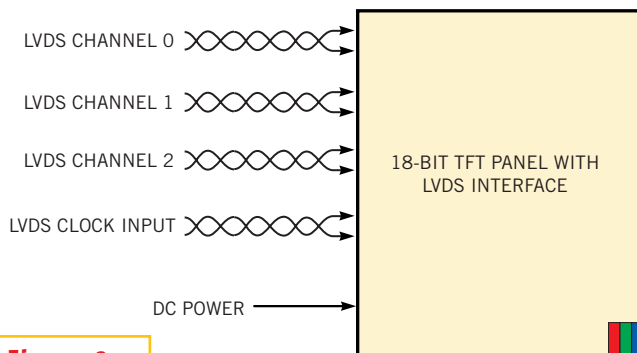 LVDS CHANNEL 0
LVDS CHANNEL 1
LVDS CHANNEL 2
18-BIT TFT PANEL WITH
LVDS INTERFACE
LVDS CLOCK INPUT
DC POWER